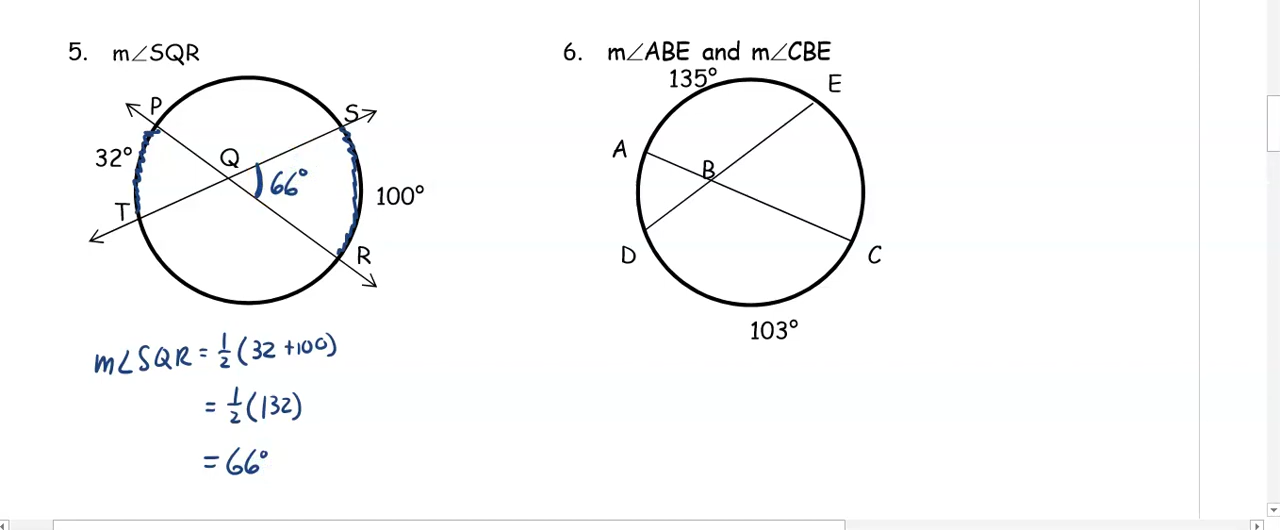 5. m∠SQR
P
S
32°
Q
66°
100°
T
R
m∠SQR = 1/2 (32 + 100)
= 1/2 (132)
= 66°
6. m∠ABE and m∠CBE
135°
E
A
B
D
C
103°